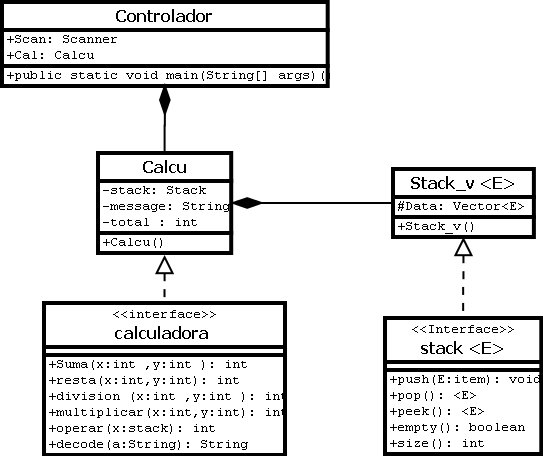 Controlador
+Scan: Scanner
+Cal: Calcu
+public static void main(String[] args)()
Calcu
-stack: Stack
-message: String
-total : int
+Calcu()
Stack_v <E>
#Data: Vector<E>
+Stack_v()
<<interface>>
calculadora
+Suma(x:int ,y:int ): int
+resta(x:int,y:int): int
+division (x:int ,y:int ): int
+multiplicar(x:int,y:int): int
+operar(x:stack): int
+decode(a:String): String
<<Interface>>
stack <E>
+push(E:item): void
+pop(): <E>
+peek(): <E>
+empty(): boolean
+size(): int